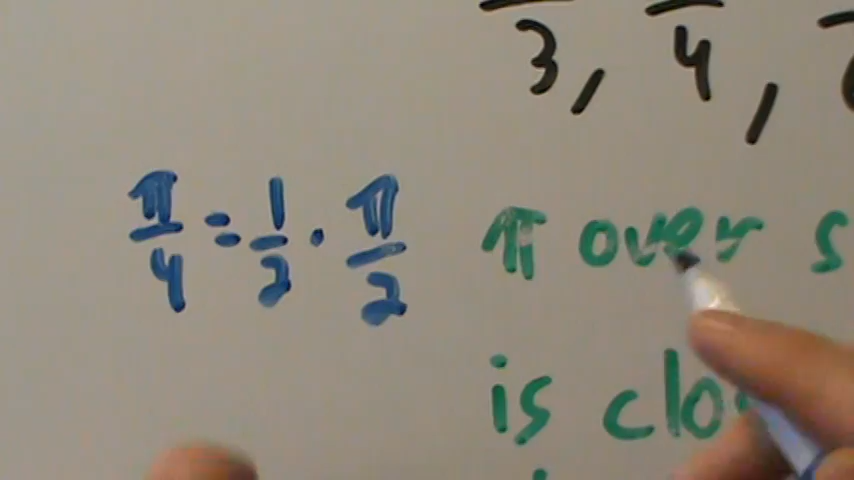 3, 4,
π/4 = 1/2 · π/2
π over s
is clo